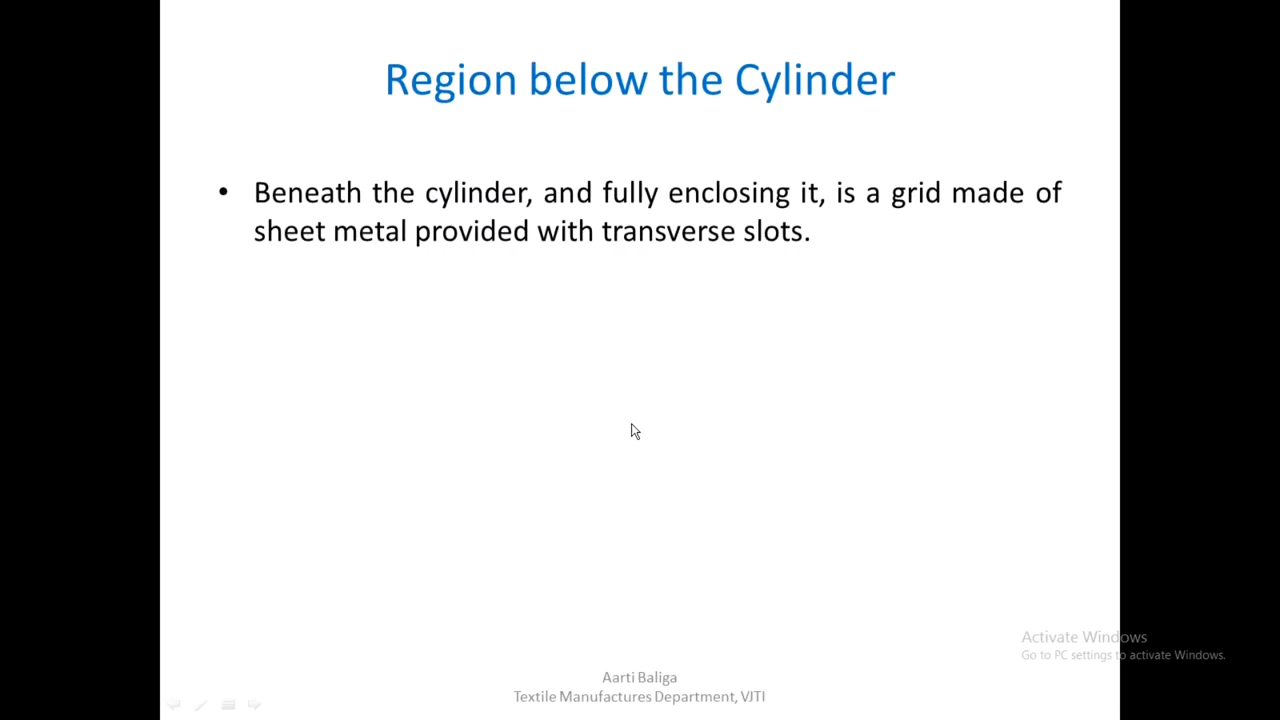 Region below the Cylinder
• Beneath the cylinder, and fully enclosing it, is a grid made of
sheet metal provided with transverse slots.
Activate Windows
Go to PC settings to activate Windows.
Aarti Baliga
Textile Manufactures Department, VJTI